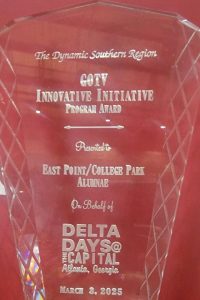 The Dynamic Southern Region
GOTV
Innovative Initiative
Program Award
Presented to
East Point/College Park
Alumnae
On Behalf of
DELTA
DAYS@
THE CAPITAL
Atlanta, Georgia
March 3, 2025